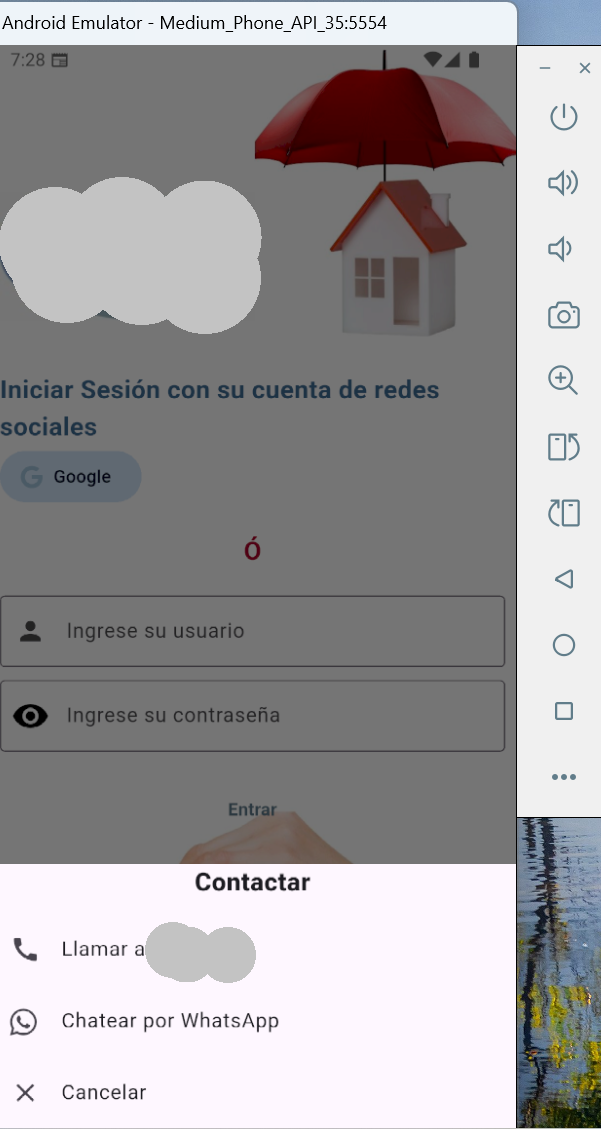 Android Emulator - Medium_Phone_API_35:5554
7:28
Iniciar Sesión con su cuenta de redes
sociales
Google
Ó
Ingrese su usuario
Ingrese su contraseña
Entrar
Contactar
Llamar a
Chatear por WhatsApp
Cancelar